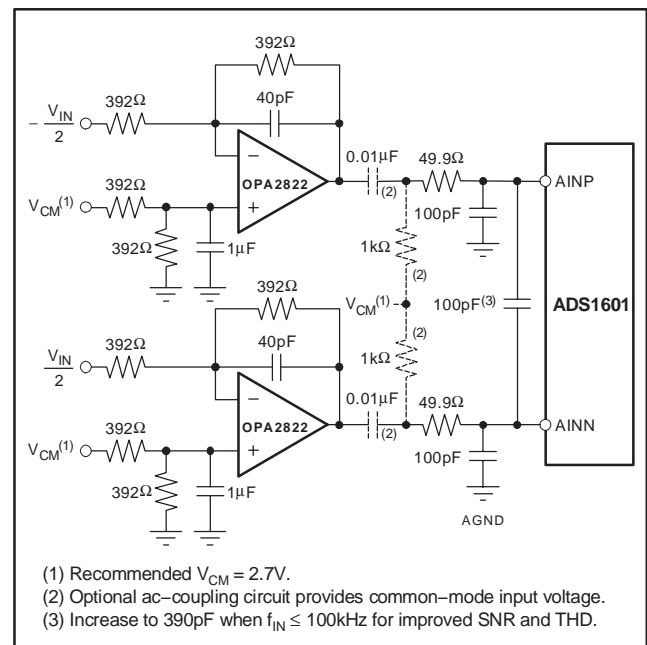 392Ω
40pF
− V_IN/2
392Ω
−
OPA2822
+
0.01µF
(2)
49.9Ω
AINP
392Ω
V_CM(1)
392Ω
1µF
100pF
1kΩ
(2)
392Ω
V_CM(1)
100pF(3)
ADS1601
40pF
V_IN/2
392Ω
(2)
1kΩ
−
OPA2822
+
0.01µF
(2)
49.9Ω
AINN
392Ω
V_CM(1)
392Ω
1µF
100pF
AGND
(1) Recommended V_CM = 2.7V.
(2) Optional ac−coupling circuit provides common−mode input voltage.
(3) Increase to 390pF when f_IN ≤ 100kHz for improved SNR and THD.